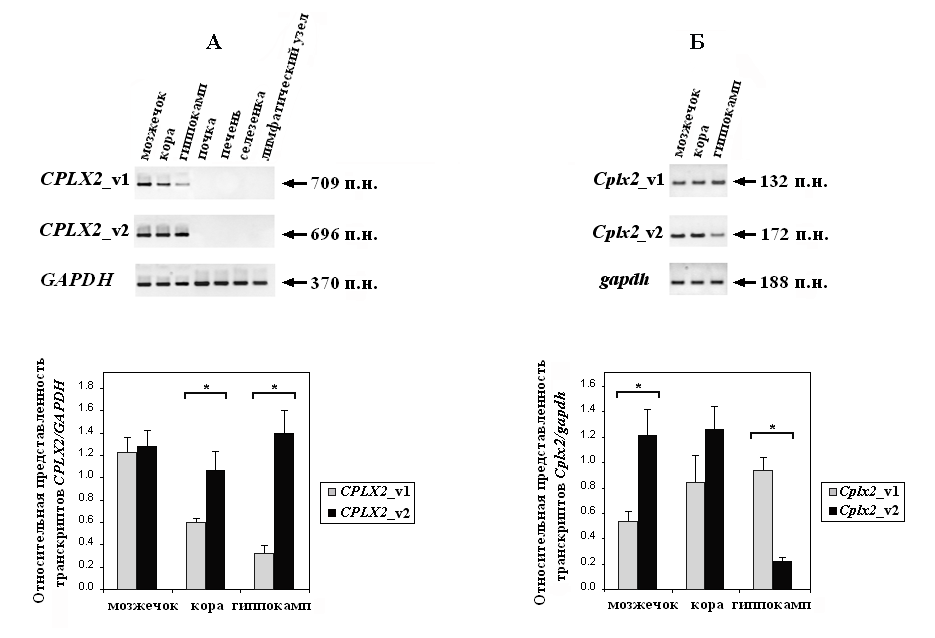 А
мозжечок
кора
гиппокамп
почка
печень
селезенка
лимфатический узел
CPLX2_v1
709 п.н.
CPLX2_v2
696 п.н.
GAPDH
370 п.н.
Относительная представленность
транскриптов CPLX2/GAPDH
1.8
1.6
1.4
1.2
1.0
0.8
0.6
0.4
0.2
0.0
*
*
мозжечок
кора
гиппокамп
CPLX2_v1
CPLX2_v2
Б
мозжечок
кора
гиппокамп
Cplx2_v1
132 п.н.
Cplx2_v2
172 п.н.
gapdh
188 п.н.
Относительная представленность
транскриптов Cplx2/gapdh
1.6
1.4
1.2
1.0
0.8
0.6
0.4
0.2
0.0
*
*
мозжечок
кора
гиппокамп
Cplx2_v1
Cplx2_v2